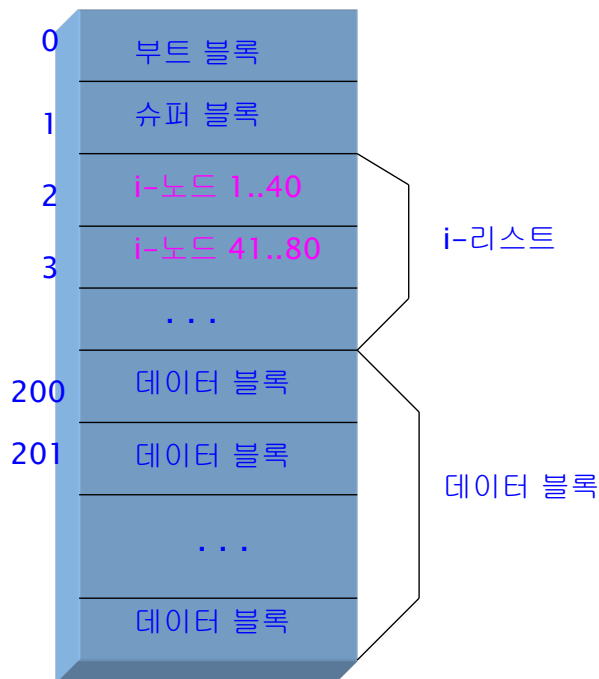 0
부트 블록
1
슈퍼 블록
2
i-노드 1..40
3
i-노드 41..80
i-리스트
. . .
200
데이터 블록
201
데이터 블록
데이터 블록
. . .
데이터 블록